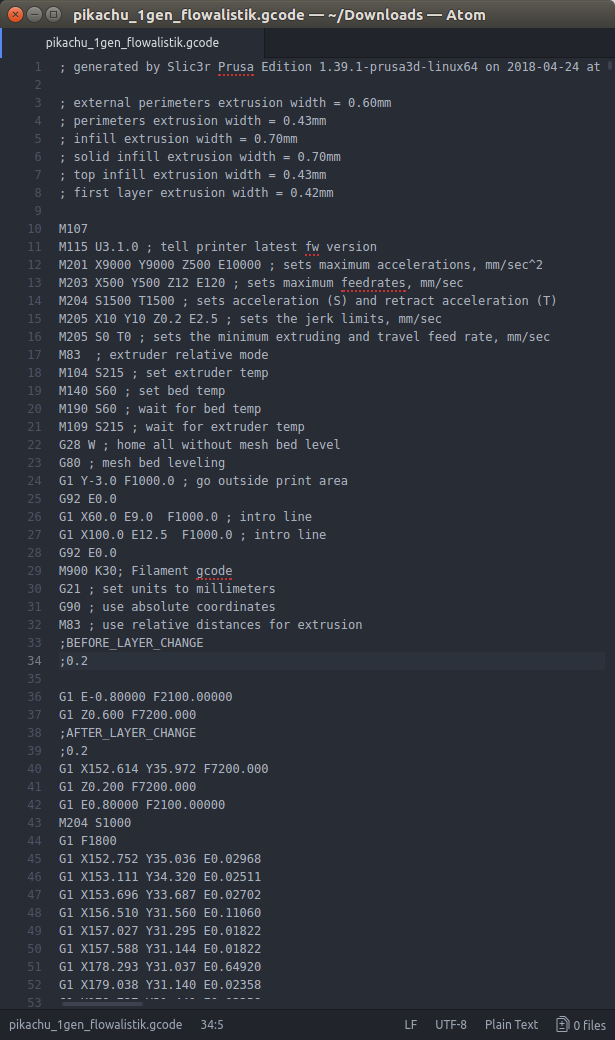 pikachu_1gen_flowalistik.gcode — ~/Downloads — Atom
pikachu_1gen_flowalistik.gcode
1 ; generated by Slic3r Prusa Edition 1.39.1-prusa3d-linux64 on 2018-04-24 at
2
3 ; external perimeters extrusion width = 0.60mm
4 ; perimeters extrusion width = 0.43mm
5 ; infill extrusion width = 0.70mm
6 ; solid infill extrusion width = 0.70mm
7 ; top infill extrusion width = 0.43mm
8 ; first layer extrusion width = 0.42mm
9
10 M107
11 M115 U3.1.0 ; tell printer latest fw version
12 M201 X9000 Y9000 Z500 E10000 ; sets maximum accelerations, mm/sec^2
13 M203 X500 Y500 Z12 E120 ; sets maximum feedrates, mm/sec
14 M204 S1500 T1500 ; sets acceleration (S) and retract acceleration (T)
15 M205 X10 Y10 Z0.2 E2.5 ; sets the jerk limits, mm/sec
16 M205 S0 T0 ; sets the minimum extruding and travel feed rate, mm/sec
17 M83  ; extruder relative mode
18 M104 S215 ; set extruder temp
19 M140 S60 ; set bed temp
20 M190 S60 ; wait for bed temp
21 M109 S215 ; wait for extruder temp
22 G28 W ; home all without mesh bed level
23 G80 ; mesh bed leveling
24 G1 Y-3.0 F1000.0 ; go outside print area
25 G92 E0.0
26 G1 X60.0 E9.0  F1000.0 ; intro line
27 G1 X100.0 E12.5  F1000.0 ; intro line
28 G92 E0.0
29 M900 K30; Filament gcode
30 G21 ; set units to millimeters
31 G90 ; use absolute coordinates
32 M83 ; use relative distances for extrusion
33 ;BEFORE_LAYER_CHANGE
34 ;0.2
35
36 G1 E-0.80000 F2100.00000
37 G1 Z0.600 F7200.000
38 ;AFTER_LAYER_CHANGE
39 ;0.2
40 G1 X152.614 Y35.972 F7200.000
41 G1 Z0.200 F7200.000
42 G1 E0.80000 F2100.00000
43 M204 S1000
44 G1 F1800
45 G1 X152.752 Y35.036 E0.02968
46 G1 X153.111 Y34.320 E0.02511
47 G1 X153.696 Y33.687 E0.02702
48 G1 X156.510 Y31.560 E0.11060
49 G1 X157.027 Y31.295 E0.01822
50 G1 X157.588 Y31.144 E0.01822
51 G1 X178.293 Y31.037 E0.64920
52 G1 X179.038 Y31.140 E0.02358
53
pikachu_1gen_flowalistik.gcode 34:5 LF UTF-8 Plain Text 0 files